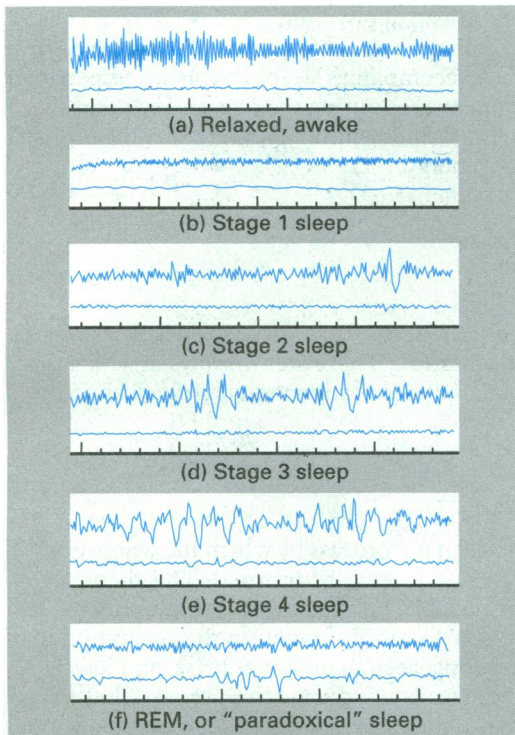 (a) Relaxed, awake
(b) Stage 1 sleep
(c) Stage 2 sleep
(d) Stage 3 sleep
(e) Stage 4 sleep
(f) REM, or “paradoxical” sleep